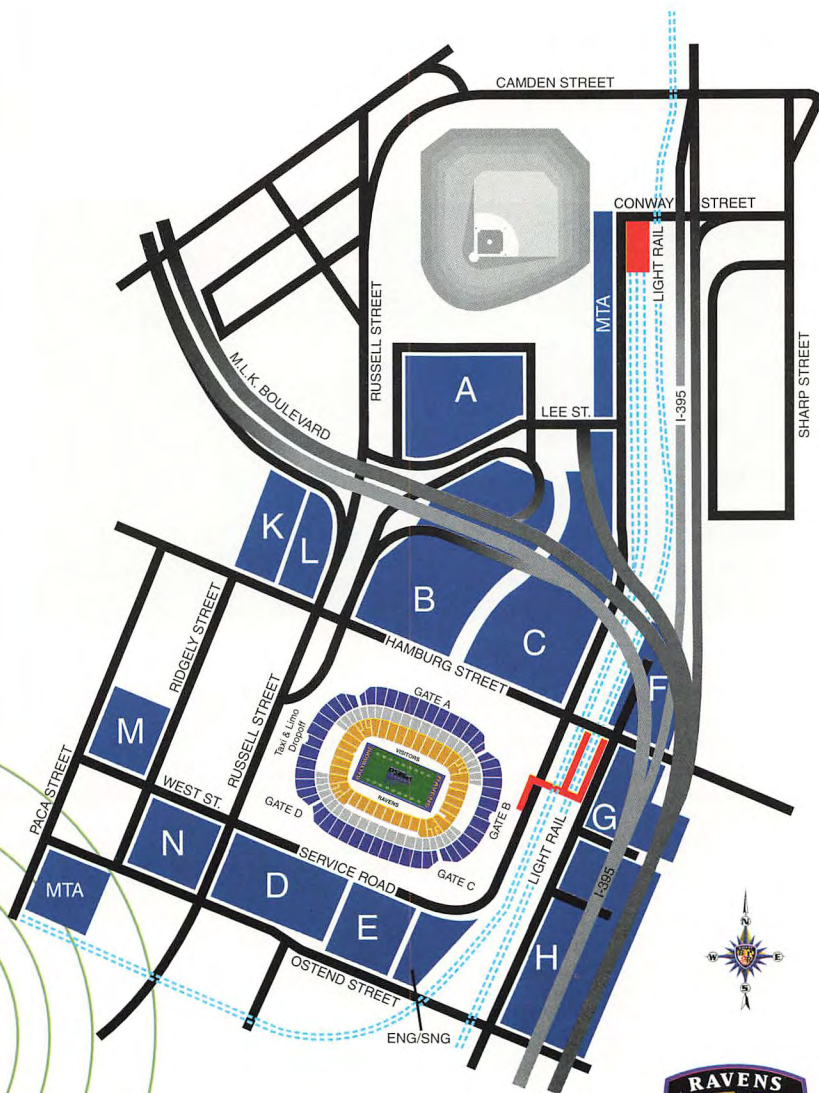 CAMDEN STREET
CONWAY STREET
LIGHT RAIL
MTA
RUSSELL STREET
I-395
SHARP STREET
M.L.K. BOULEVARD
A
LEE ST.
K
L
B
C
HAMBURG STREET
RIDGELY STREET
F
GATE A
Taxi & Limo
Dropoff
VISITORS
RAVENS
GATE B
M
RUSSELL STREET
PACA STREET
WEST ST.
GATE D
G
N
SERVICE ROAD
GATE C
LIGHT RAIL
I-395
MTA
D
E
H
OSTEND STREET
ENG/SNG
N
W
E
S
RAVENS